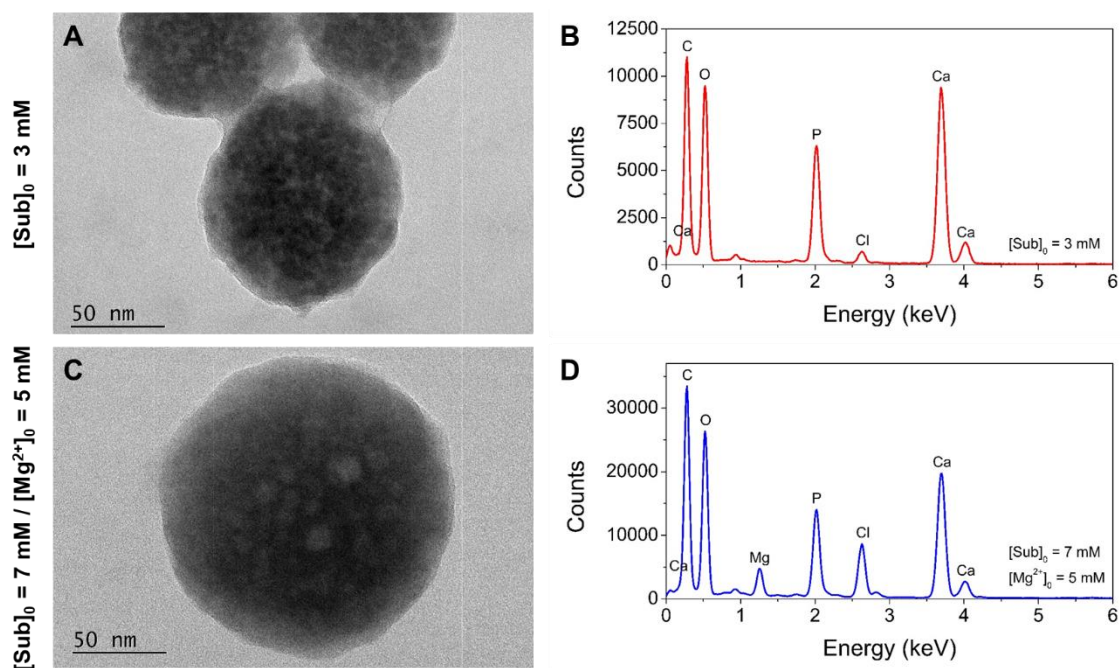 [Sub]₀ = 3 mM
A
50 nm
B
12500
10000
7500
5000
2500
0
Counts
C
O
Ca
P
Cl
Ca
Ca
[Sub]₀ = 3 mM
0 1 2 3 4 5 6
Energy (keV)
[Sub]₀ = 7 mM / [Mg²⁺]₀ = 5 mM
C
50 nm
D
30000
20000
10000
0
Counts
C
O
Ca
Mg
P
Cl
Ca
Ca
[Sub]₀ = 7 mM
[Mg²⁺]₀ = 5 mM
0 1 2 3 4 5 6
Energy (keV)